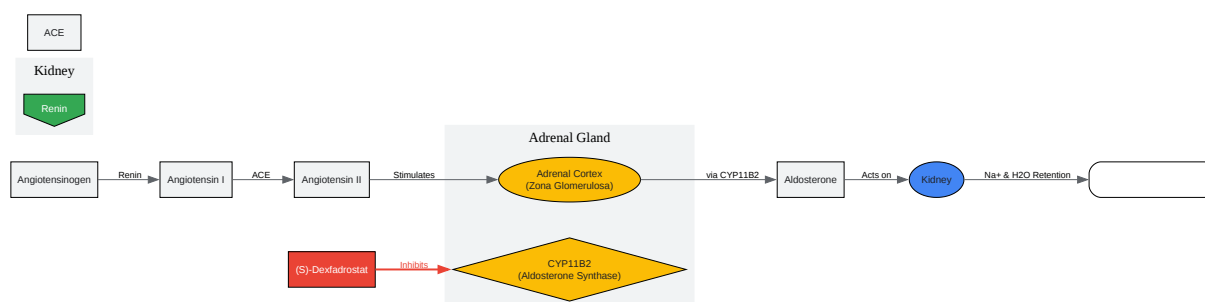 ACE
Kidney
Renin
Adrenal Gland
Angiotensinogen
Renin
Angiotensin I
ACE
Angiotensin II
Stimulates
Adrenal Cortex
(Zona Glomerulosa)
via CYP11B2
Aldosterone
Acts on
Kidney
Na+ & H2O Retention
(S)-Dexfadrostat
Inhibits
CYP11B2
(Aldosterone Synthase)